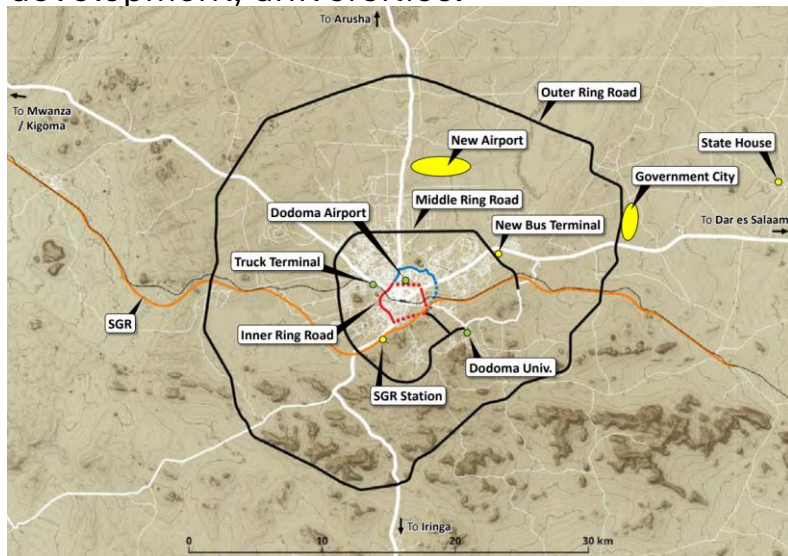 To Arusha
Outer Ring Road
To Mwanza
/ Kigoma
New Airport
State House
Government City
Middle Ring Road
Dodoma Airport
New Bus Terminal
To Dar es Salaam
Truck Terminal
SGR
Inner Ring Road
Dodoma Univ.
SGR Station
To Iringa
0 10 20 30 km